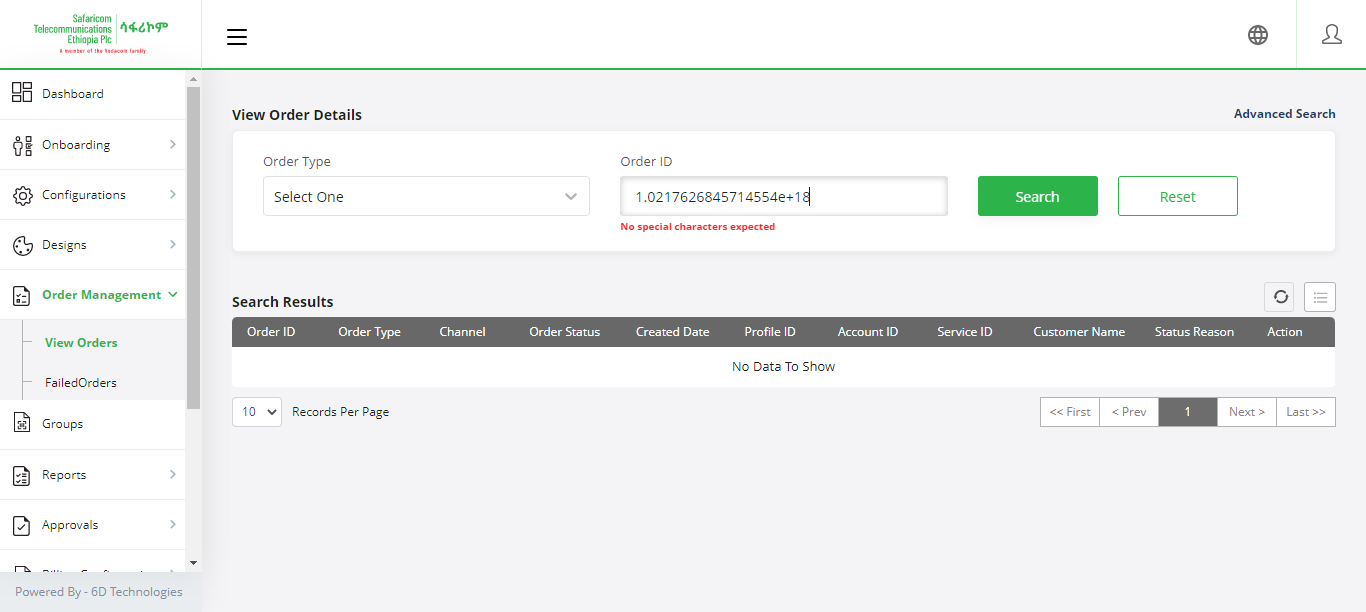 Safaricom
Telecommunications
Ethiopia Plc
ሳፋሪኮም
A member of the Vodacom family
Dashboard
Onboarding
Configurations
Designs
Order Management
View Orders
FailedOrders
Groups
Reports
Approvals
Powered By - 6D Technologies
View Order Details
Advanced Search
Order Type
Order ID
Select One
1.0217626845714554e+18
Search
Reset
No special characters expected
Search Results
Order ID Order Type Channel Order Status Created Date Profile ID Account ID Service ID Customer Name Status Reason Action
No Data To Show
10 Records Per Page
<< First < Prev 1 Next > Last >>